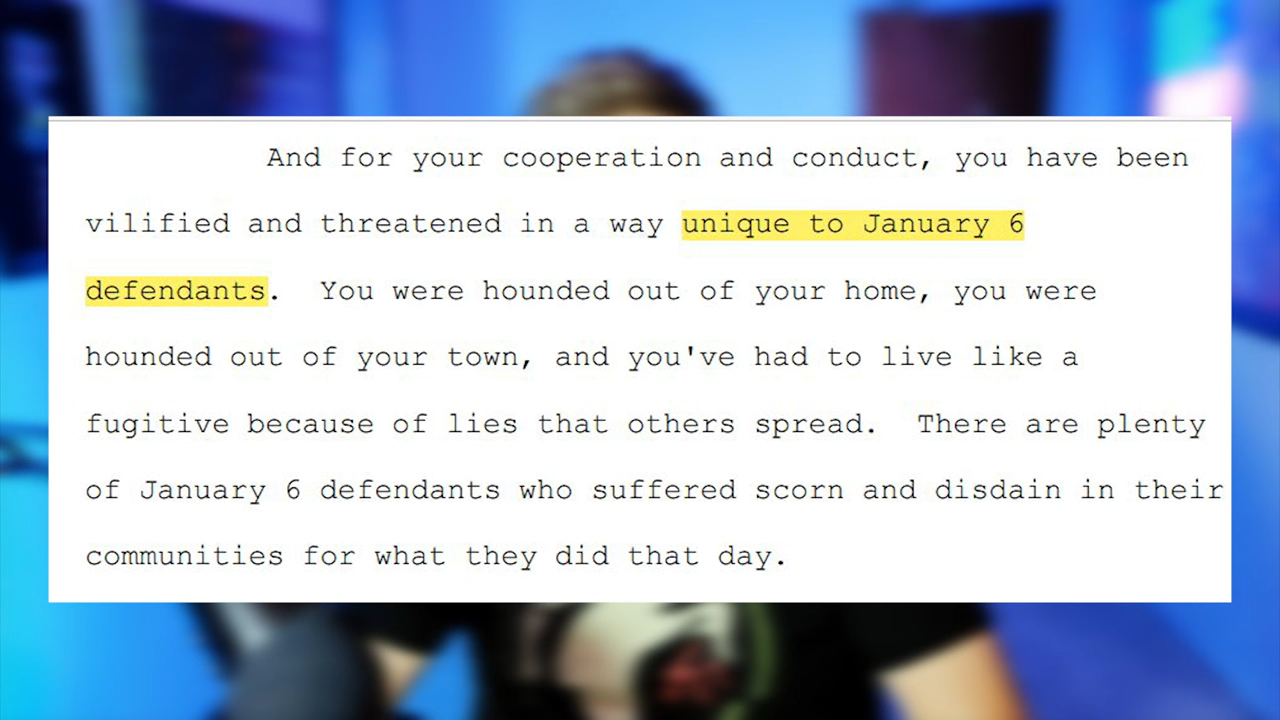 And for your cooperation and conduct, you have been
vilified and threatened in a way unique to January 6
defendants. You were hounded out of your home, you were
hounded out of your town, and you've had to live like a
fugitive because of lies that others spread. There are plenty
of January 6 defendants who suffered scorn and disdain in their
communities for what they did that day.